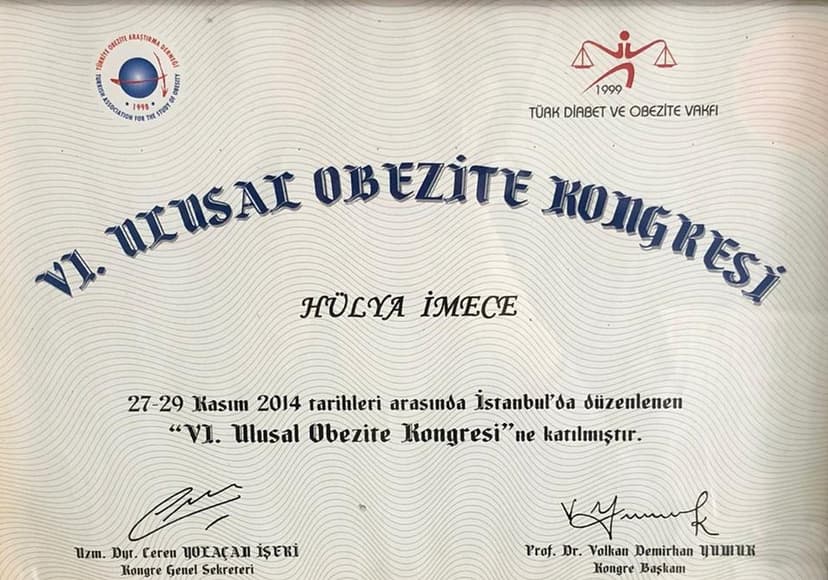 TÜRKİYE OBEZİTE ARAŞTIRMA DERNEĞİ
TURKISH ASSOCIATION FOR THE STUDY OF OBESITY
1998
1999
TÜRK DİABET VE OBEZİTE VAKFI
VI. ULUSAL OBEZİTE KONGRESİ
HÜLYA İMECE
27-29 Kasım 2014 tarihleri arasında İstanbul'da düzenlenen
“VI. Ulusal Obezite Kongresi”ne katılmıştır.
Uzm. Dyt. Ceren YOLAÇAN İŞERİ
Kongre Genel Sekreteri
Prof. Dr. Volkan Demirhan YUMUK
Kongre Başkanı